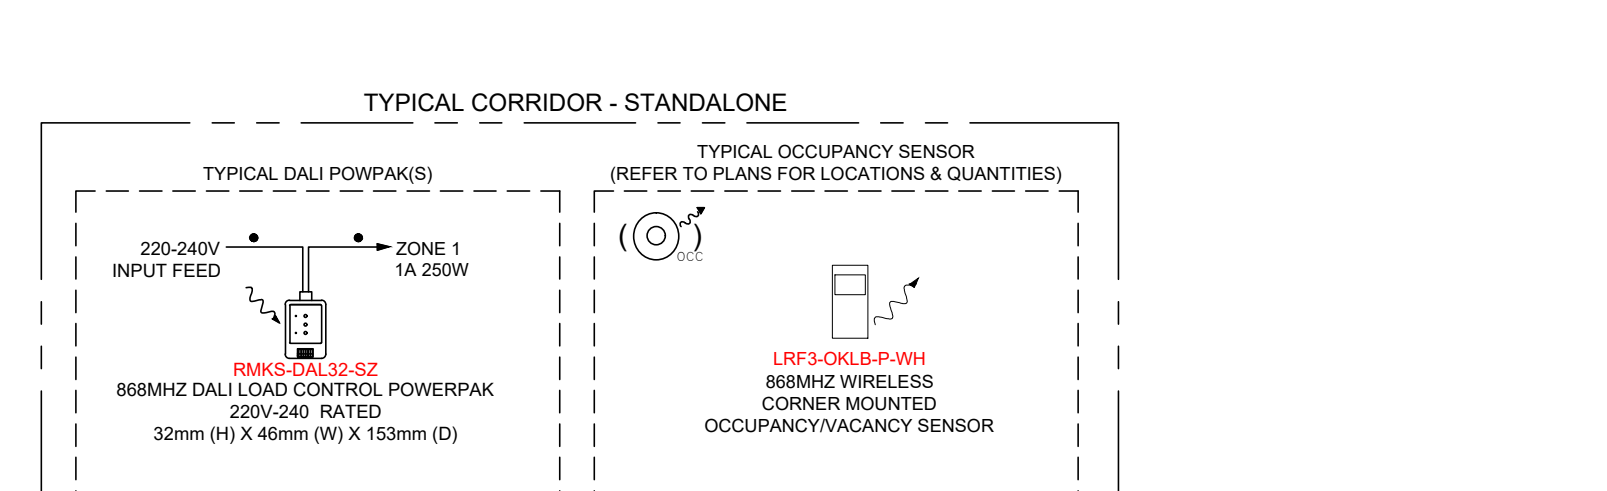 TYPICAL CORRIDOR - STANDALONE
TYPICAL DALI POWPAK(S)
220-240V
INPUT FEED
ZONE 1
1A 250W
RMKS-DAL32-SZ
868MHZ DALI LOAD CONTROL POWERPAK
220V-240 RATED
32mm (H) X 46mm (W) X 153mm (D)
TYPICAL OCCUPANCY SENSOR
(REFER TO PLANS FOR LOCATIONS & QUANTITIES)
( )
OCC
LRF3-OKLB-P-WH
868MHZ WIRELESS
CORNER MOUNTED
OCCUPANCY/VACANCY SENSOR